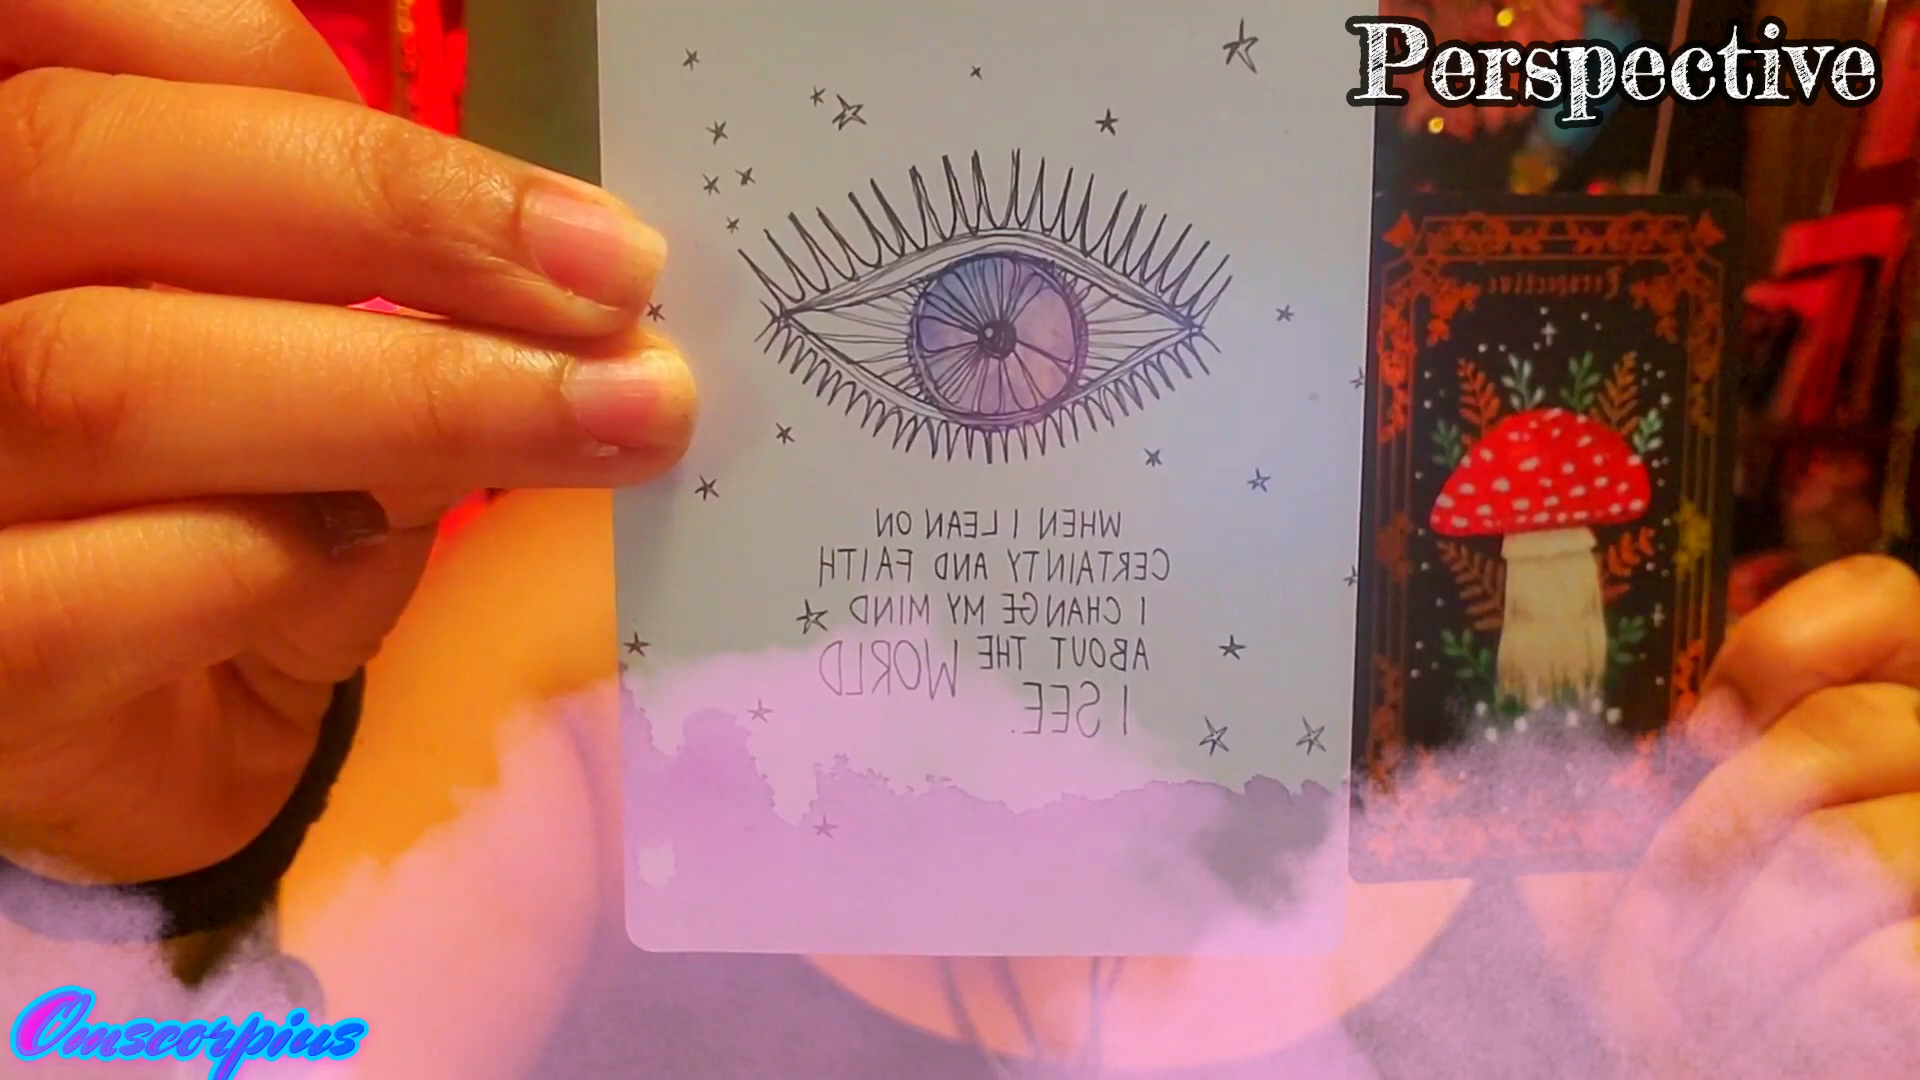 Perspective
Perspective
WHEN I LEAN ON
CERTAINTY AND FAITH
I CHANGE MY MIND
ABOUT THE WORLD
I SEE.
Omscorpius